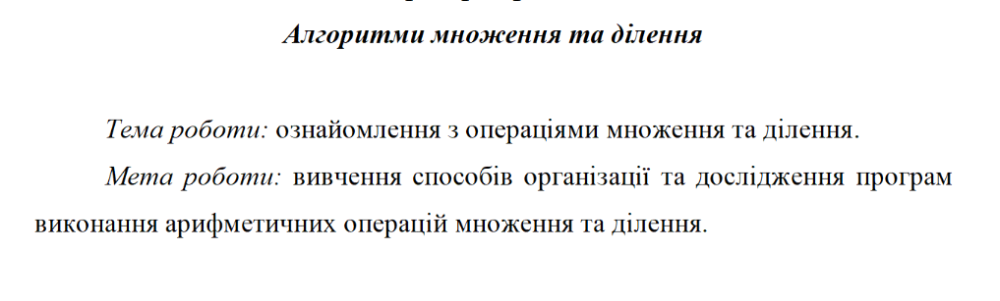 Алгоритми множення та ділення
Тема роботи: ознайомлення з операціями множення та ділення.
Мета роботи: вивчення способів організації та дослідження програм
виконання арифметичних операцій множення та ділення.